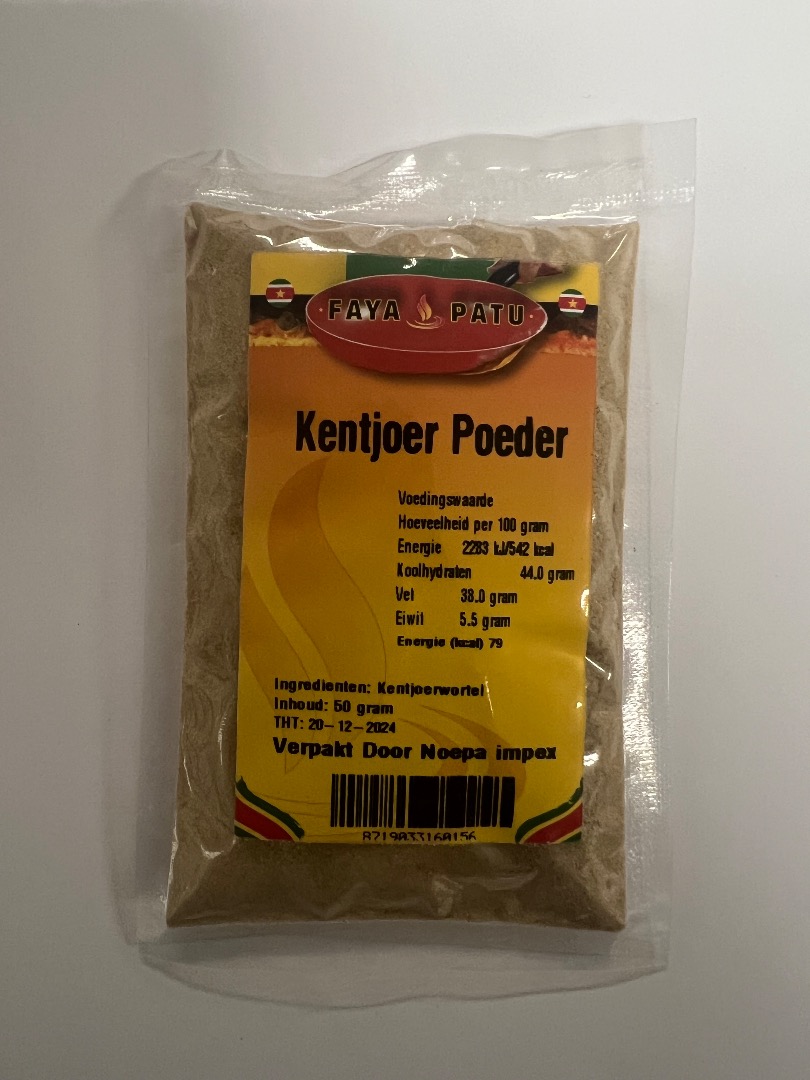 FAYA PATU
Kentjoer Poeder
Voedingswaarde
Hoeveelheid per 100 gram
Energie 2283 kJ/542 kcal
Koolhydraten 44.0 gram
Vet 38.0 gram
Eiwit 5.5 gram
Energie (kcal) 79
Ingredienten: Kentjoerwortel
Inhoud: 50 gram
THT: 20-12-2024
Verpakt Door Noepa impex
8719033160156